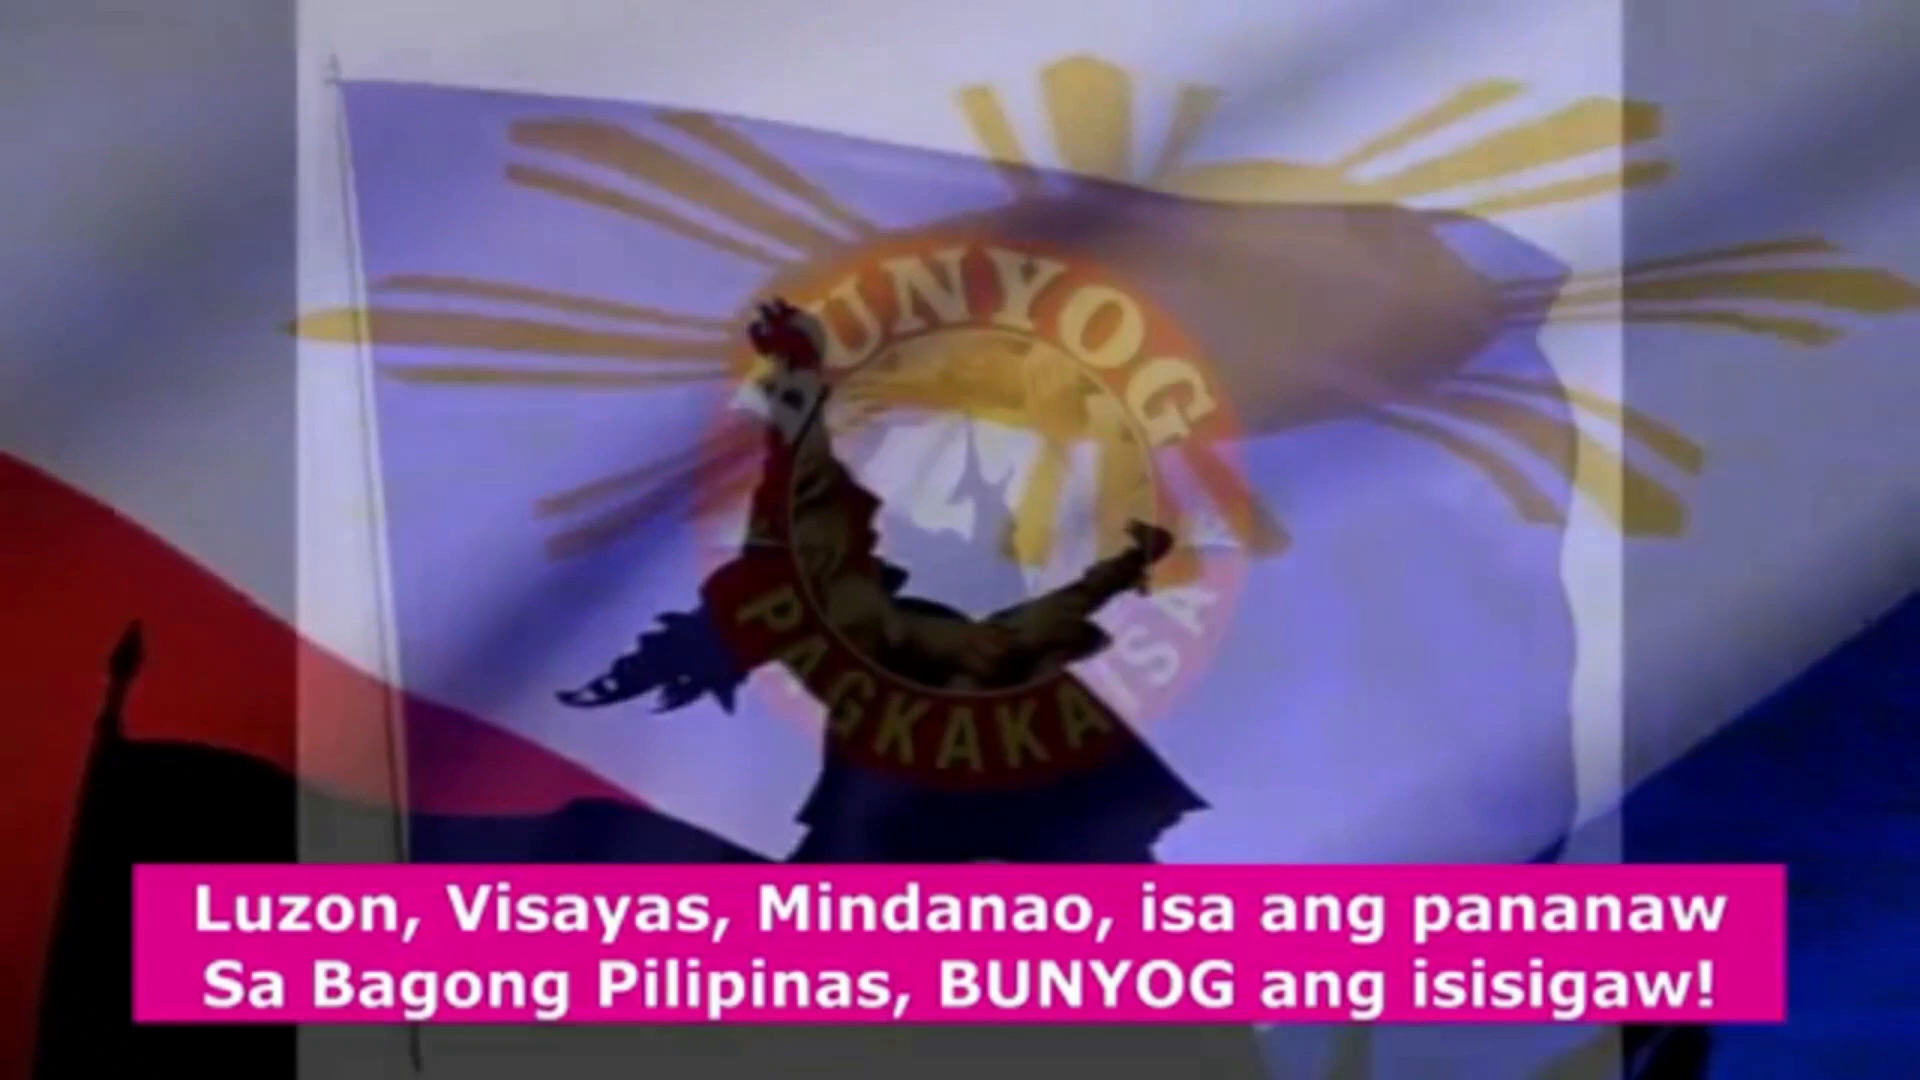 BUNYOG
PAGKAKAISA
Luzon, Visayas, Mindanao, isa ang pananaw
Sa Bagong Pilipinas, BUNYOG ang isisigaw!